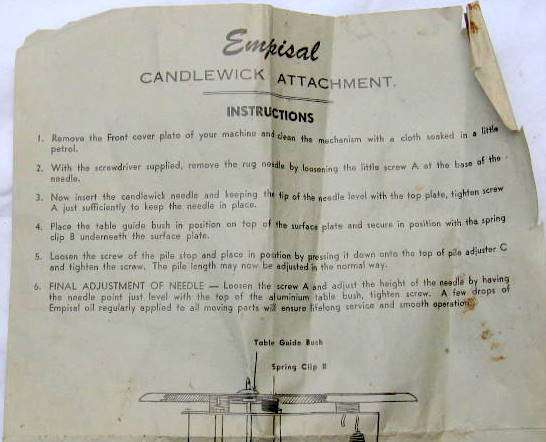 Empisal
CANDLEWICK ATTACHMENT.
INSTRUCTIONS
1. Remove the Front cover plate of your machine and clean the mechanism with a cloth soaked in a little
petrol.
2. With the screwdriver supplied, remove the rug needle by loosening the little screw A at the base of the
needle.
3. Now insert the candlewick needle and keeping the tip of the needle level with the top plate, tighten screw
A just sufficiently to keep the needle in place.
4. Place the table guide bush in position on top of the surface plate and secure in position with the spring
clip B underneath the surface plate.
5. Loosen the screw of the pile stop and place in position by pressing it down onto the top of pile adjuster C
and tighten the screw. The pile length may now be adjusted in the normal way.
6. FINAL ADJUSTMENT OF NEEDLE — Loosen the screw A and adjust the height of the needle by having
the needle point just level with the top of the aluminium table bush, tighten screw. A few drops of
Empisal oil regularly applied to all moving parts will ensure lifelong service and smooth operation.
Table Guide Bush
Spring Clip B